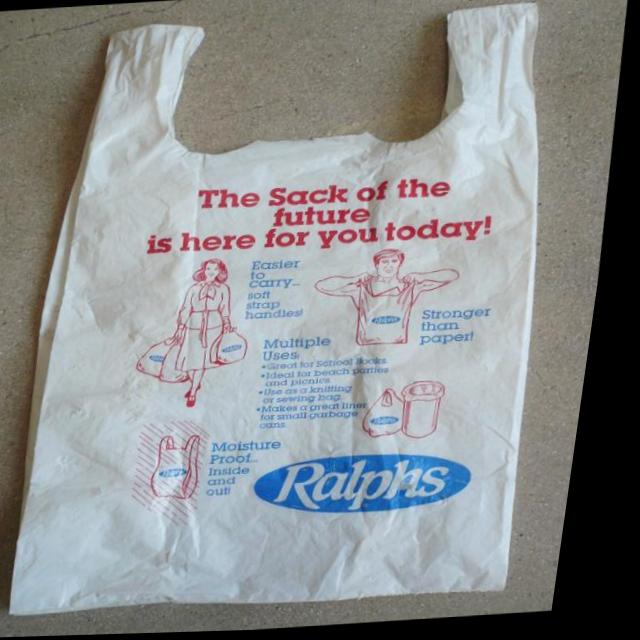 The Sack of the
future
is here for you today!
Easier
to
carry...
soft
strap
handles!
Stronger
than
paper!
Multiple
Uses:
•Great for School Books
•Ideal for beach parties
and picnics
•Use as a knitting
or sewing bag
•Makes a great liner
for small garbage
cans
Moisture
Proof...
Inside
and
out!
Ralphs